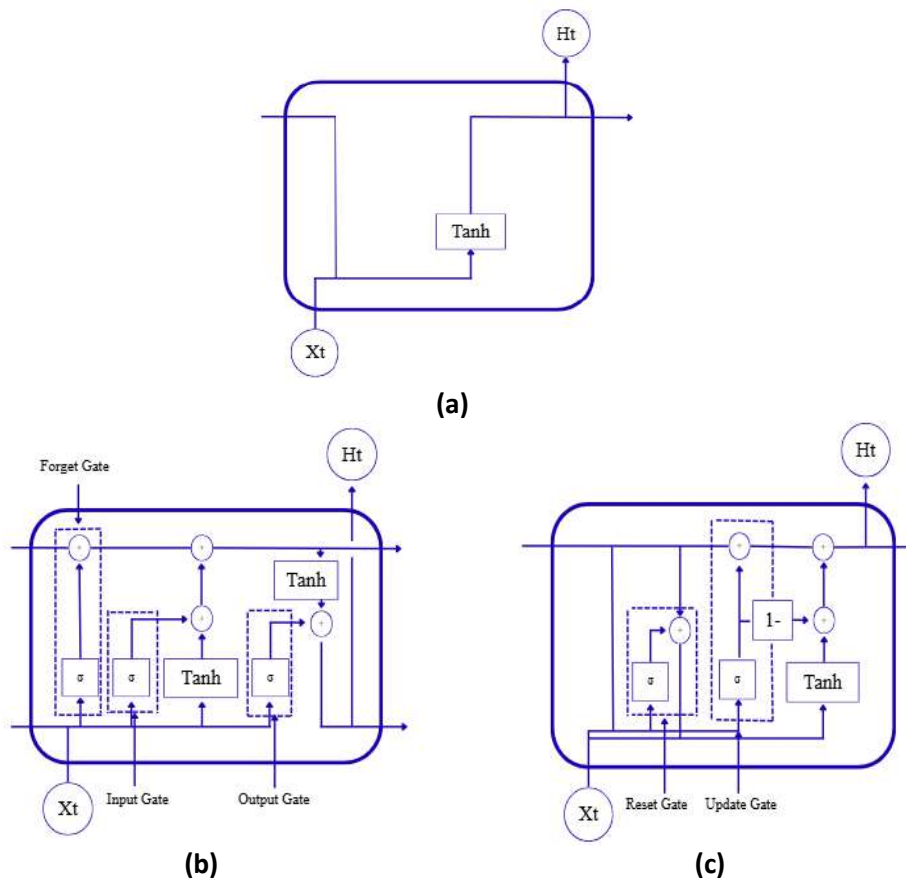 Ht
Tanh
Xt
(a)
Forget Gate
Ht
+
+
Tanh
+
+
σ
σ
Tanh
σ
Xt
Input Gate
Output Gate
(b)
Ht
+
+
+
1-
+
σ
σ
Tanh
Xt
Reset Gate
Update Gate
(c)